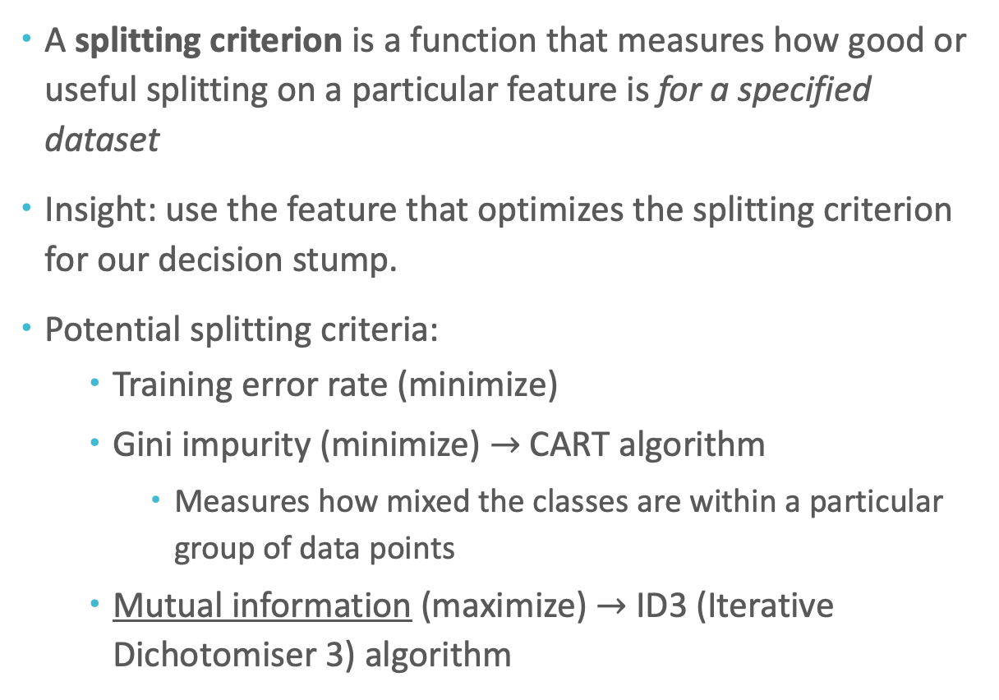 • A splitting criterion is a function that measures how good or
useful splitting on a particular feature is for a specified
dataset
• Insight: use the feature that optimizes the splitting criterion
for our decision stump.
• Potential splitting criteria:
• Training error rate (minimize)
• Gini impurity (minimize) → CART algorithm
• Measures how mixed the classes are within a particular
group of data points
• Mutual information (maximize) → ID3 (Iterative
Dichotomiser 3) algorithm